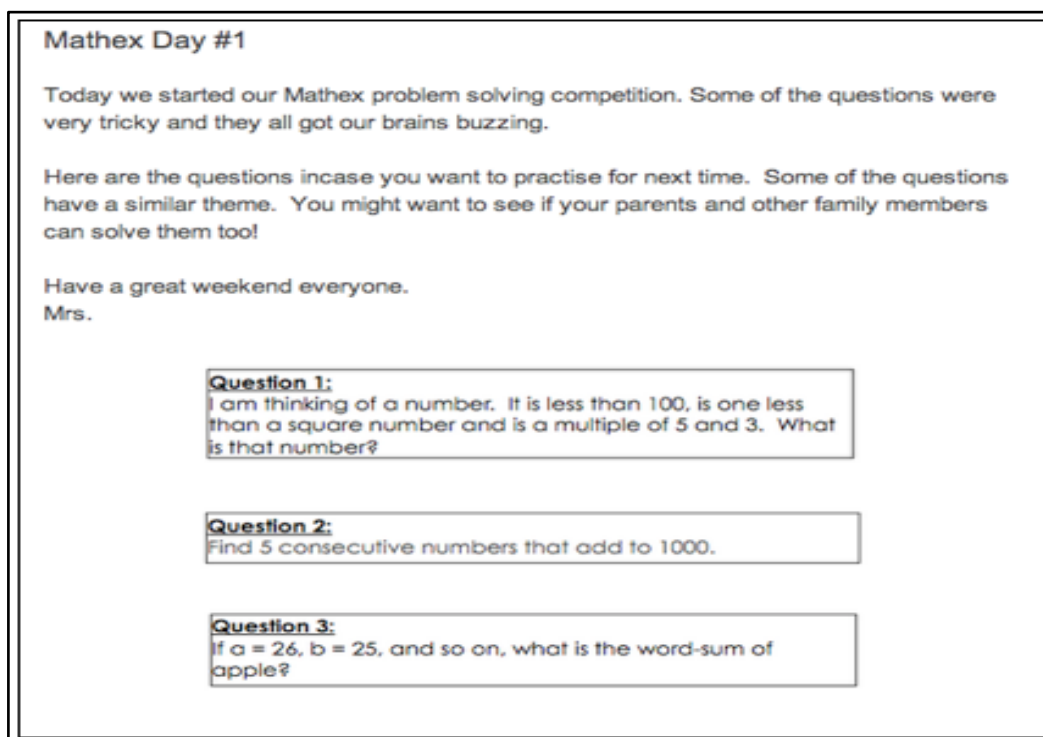 Mathex Day #1
Today we started our Mathex problem solving competition. Some of the questions were
very tricky and they all got our brains buzzing.
Here are the questions incase you want to practise for next time. Some of the questions
have a similar theme. You might want to see if your parents and other family members
can solve them too!
Have a great weekend everyone.
Mrs.
Question 1:
I am thinking of a number. It is less than 100, is one less
than a square number and is a multiple of 5 and 3. What
is that number?
Question 2:
Find 5 consecutive numbers that add to 1000.
Question 3:
If a = 26, b = 25, and so on, what is the word-sum of
apple?